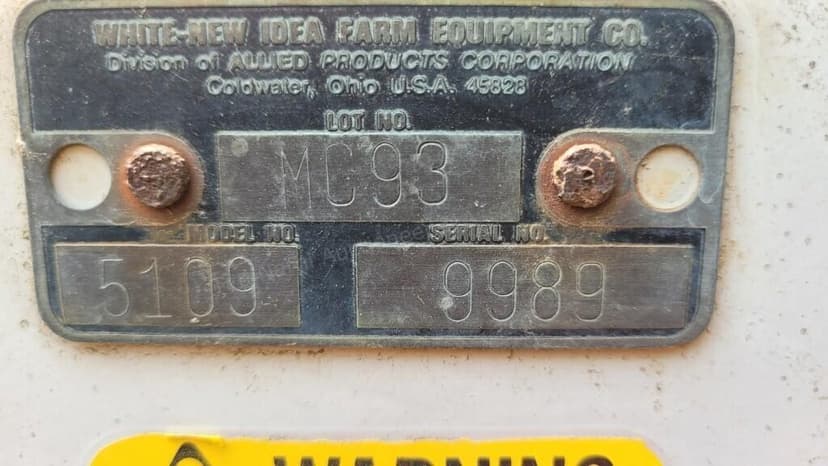 WHITE-NEW IDEA FARM EQUIPMENT CO.
Division of ALLIED PRODUCTS CORPORATION
Coldwater, Ohio U.S.A. 45828
LOT NO.
MC93
MODEL NO. SERIAL NO.
5109 9989
WARNING